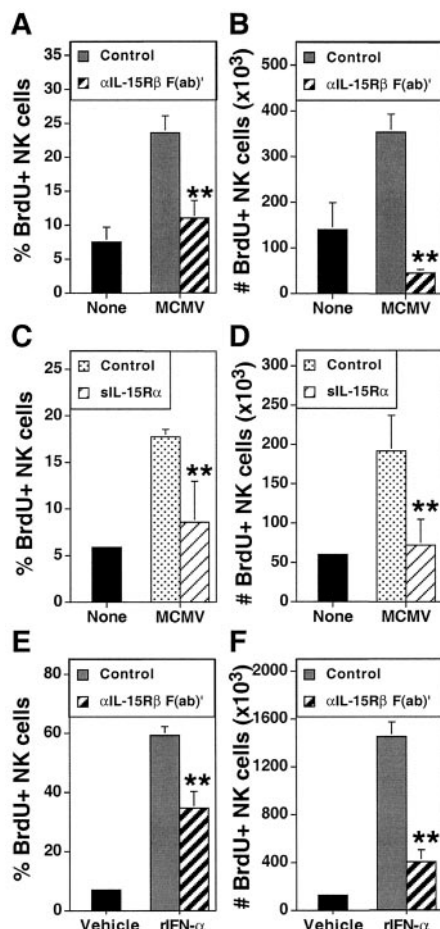 A
% BrdU+ NK cells
35
30
25
20
15
10
5
0
Control
αIL-15Rβ F(ab)'
**
None
MCMV
B
# BrdU+ NK cells (x10³)
500
400
300
200
100
0
Control
αIL-15Rβ F(ab)'
**
None
MCMV
C
% BrdU+ NK cells
25
20
15
10
5
0
Control
sIL-15Rα
**
None
MCMV
D
# BrdU+ NK cells (x10³)
300
250
200
150
100
50
0
Control
sIL-15Rα
**
None
MCMV
E
% BrdU+ NK cells
80
60
40
20
0
Control
αIL-15Rβ F(ab)'
**
Vehicle
rIFN-α
F
# BrdU+ NK cells (x10³)
2000
1600
1200
800
400
0
Control
αIL-15Rβ F(ab)'
**
Vehicle
rIFN-α